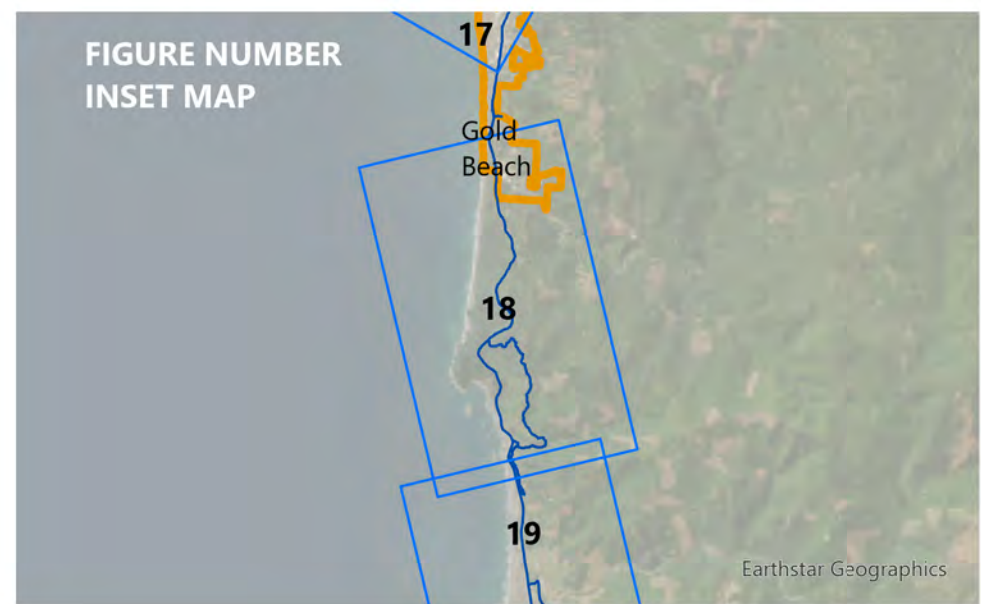 FIGURE NUMBER
INSET MAP
17
Gold
Beach
18
19
Earthstar Geographics